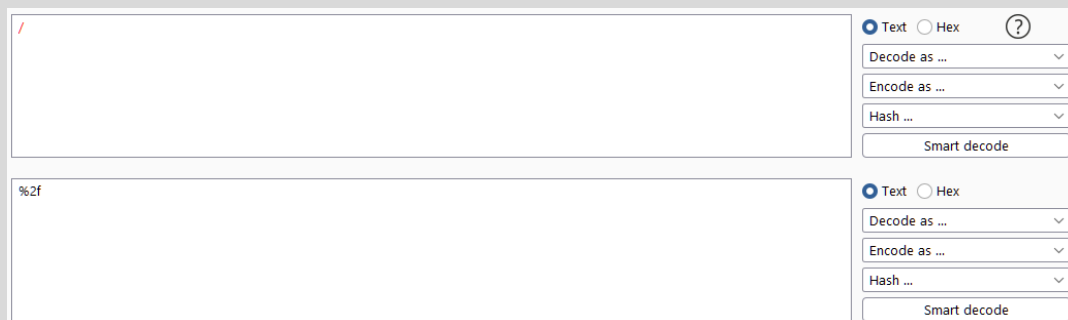 /
Text Hex ?
Decode as ...
Encode as ...
Hash ...
Smart decode
%2f
Text Hex
Decode as ...
Encode as ...
Hash ...
Smart decode